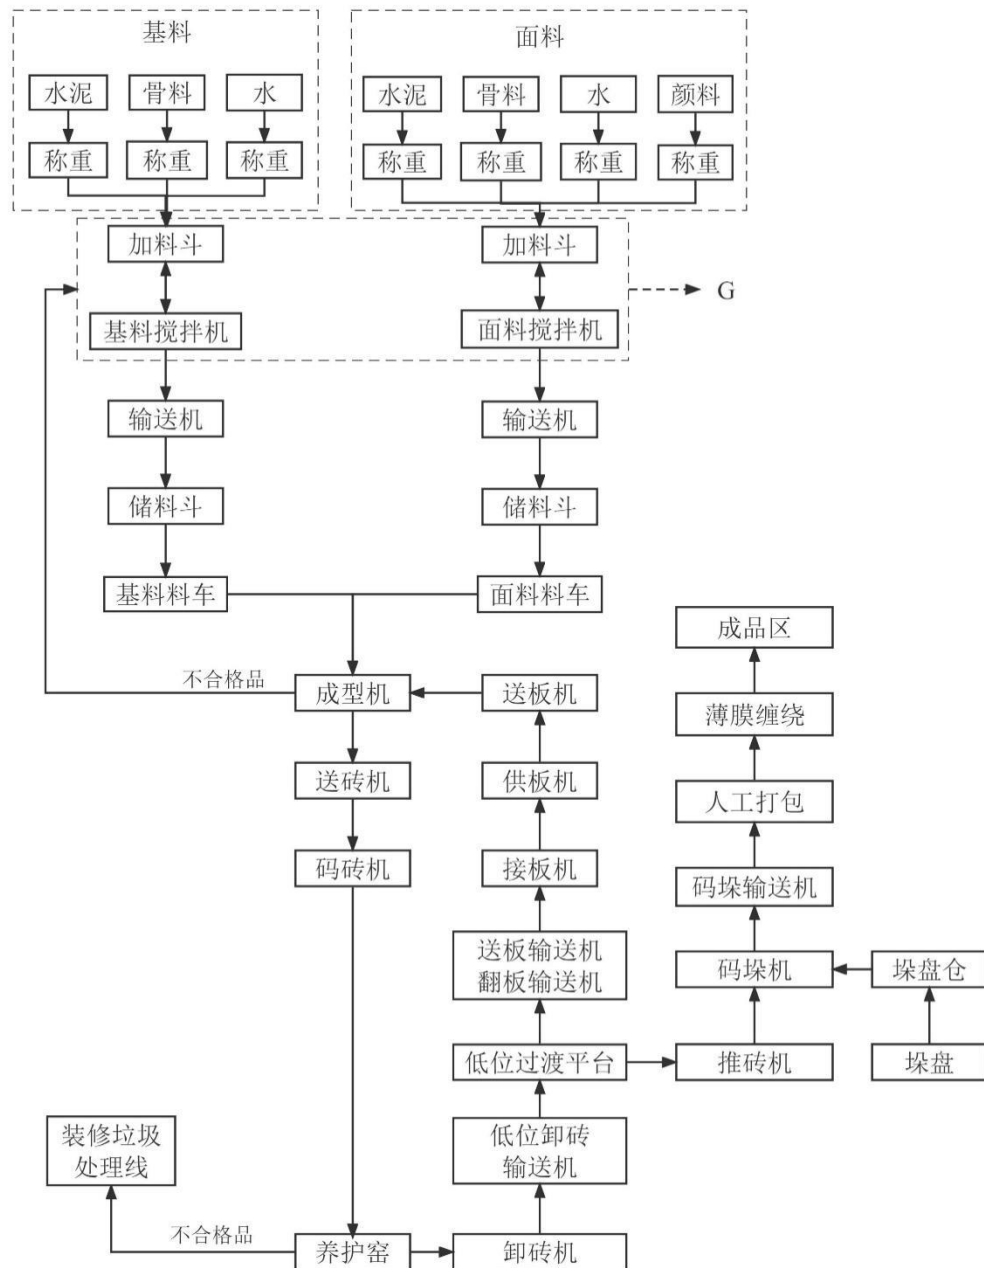 基料
面料
水泥
骨料
水
水泥
骨料
水
颜料
称重
称重
称重
称重
称重
称重
称重
加料斗
加料斗
G
基料搅拌机
面料搅拌机
输送机
输送机
储料斗
储料斗
基料料车
面料料车
成品区
不合格品
成型机
送板机
薄膜缠绕
送砖机
供板机
人工打包
码砖机
接板机
码垛输送机
送板输送机
翻板输送机
码垛机
垛盘仓
低位过渡平台
推砖机
垛盘
装修垃圾
处理线
低位卸砖
输送机
不合格品
养护窑
卸砖机